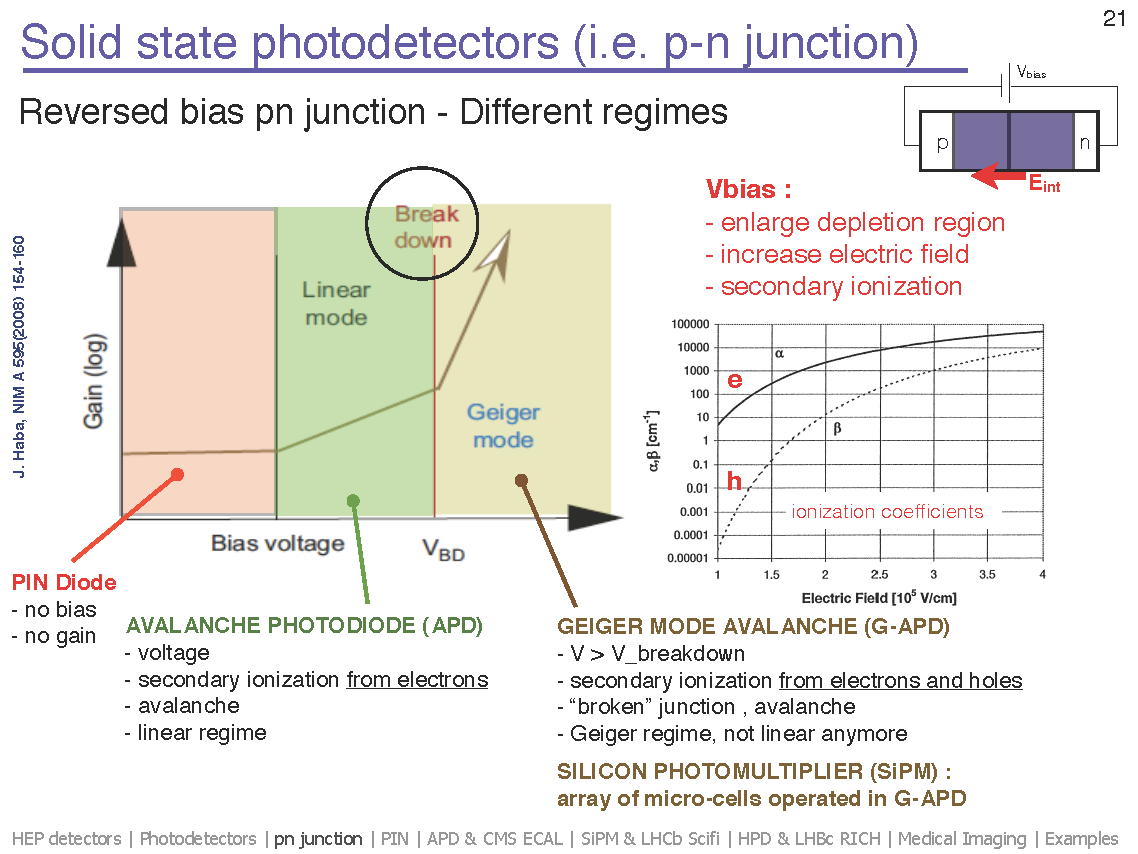 21
Solid state photodetectors (i.e. p-n junction)
Reversed bias pn junction - Different regimes
Vbias
p
n
Eint
Vbias :
- enlarge depletion region
- increase electric field
- secondary ionization
J. Haba, NIM A 595(2008) 154-160
Gain (log)
Break
down
Linear
mode
Geiger
mode
Bias voltage
VBD
100000
10000
1000
100
10
1
0.1
0.01
0.001
0.0001
0.00001
α,β [cm-1]
α
e
β
h
ionization coefficients
1
1.5
2
2.5
3
3.5
4
Electric Field [10⁵ V/cm]
PIN Diode
- no bias
- no gain
AVALANCHE PHOTODIODE (APD)
- voltage
- secondary ionization from electrons
- avalanche
- linear regime
GEIGER MODE AVALANCHE (G-APD)
- V > V_breakdown
- secondary ionization from electrons and holes
- “broken” junction , avalanche
- Geiger regime, not linear anymore
SILICON PHOTOMULTIPLIER (SiPM) :
array of micro-cells operated in G-APD
HEP detectors | Photodetectors | pn junction | PIN | APD & CMS ECAL | SiPM & LHCb Scifi | HPD & LHBc RICH | Medical Imaging | Examples